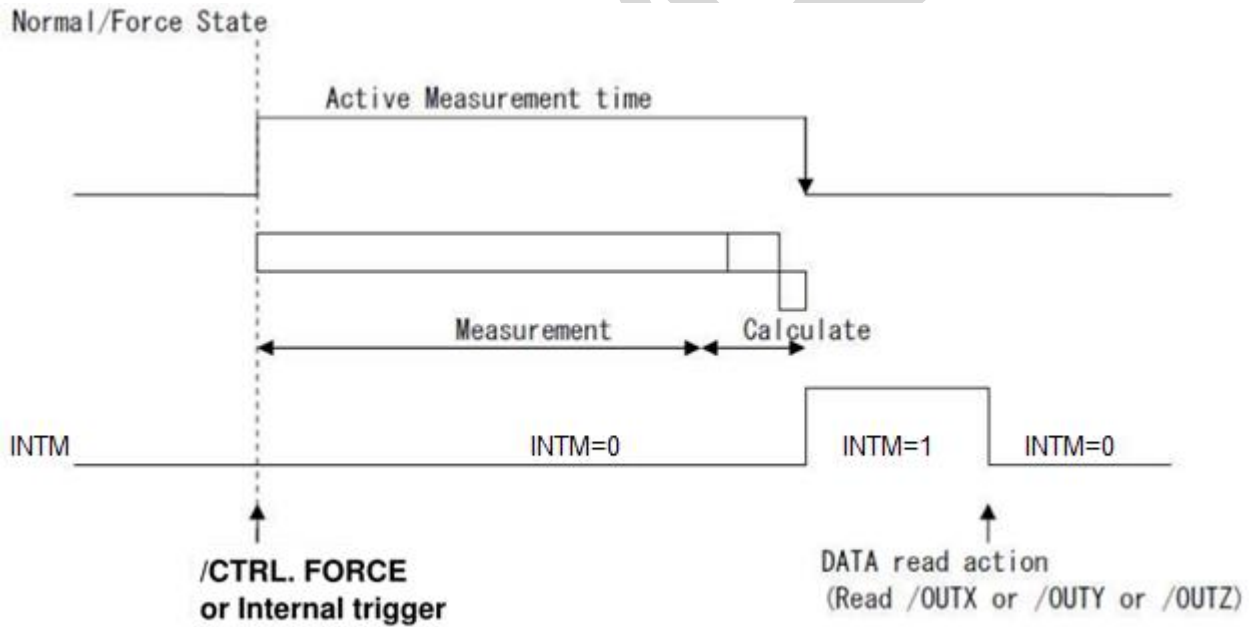 Normal/Force State
Active Measurement time
Measurement
Calculate
INTM
INTM=0
INTM=1
INTM=0
/CTRL. FORCE
or Internal trigger
DATA read action
(Read /OUTX or /OUTY or /OUTZ)